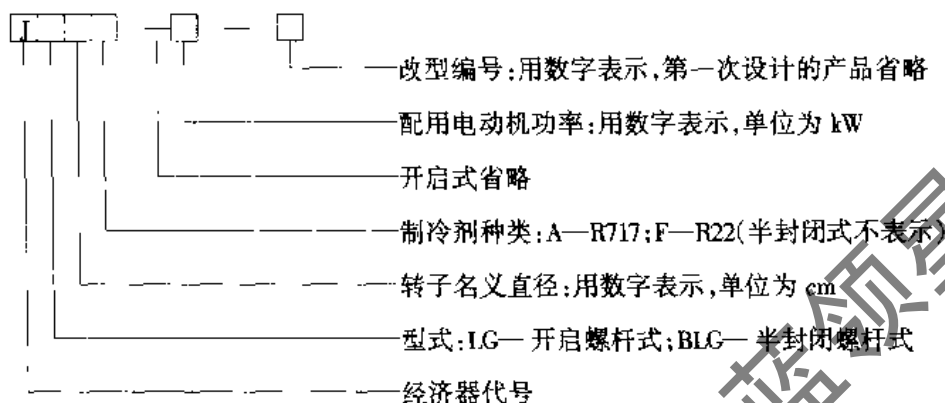 J
改型编号:用数字表示,第一次设计的产品省略
配用电动机功率:用数字表示,单位为 kW
开启式省略
制冷剂种类:A—R717;F—R22(半封闭式不表示)
转子名义直径:用数字表示,单位为 cm
型式:LG—开启螺杆式;BLG—半封闭螺杆式
经济器代号
蓝领星